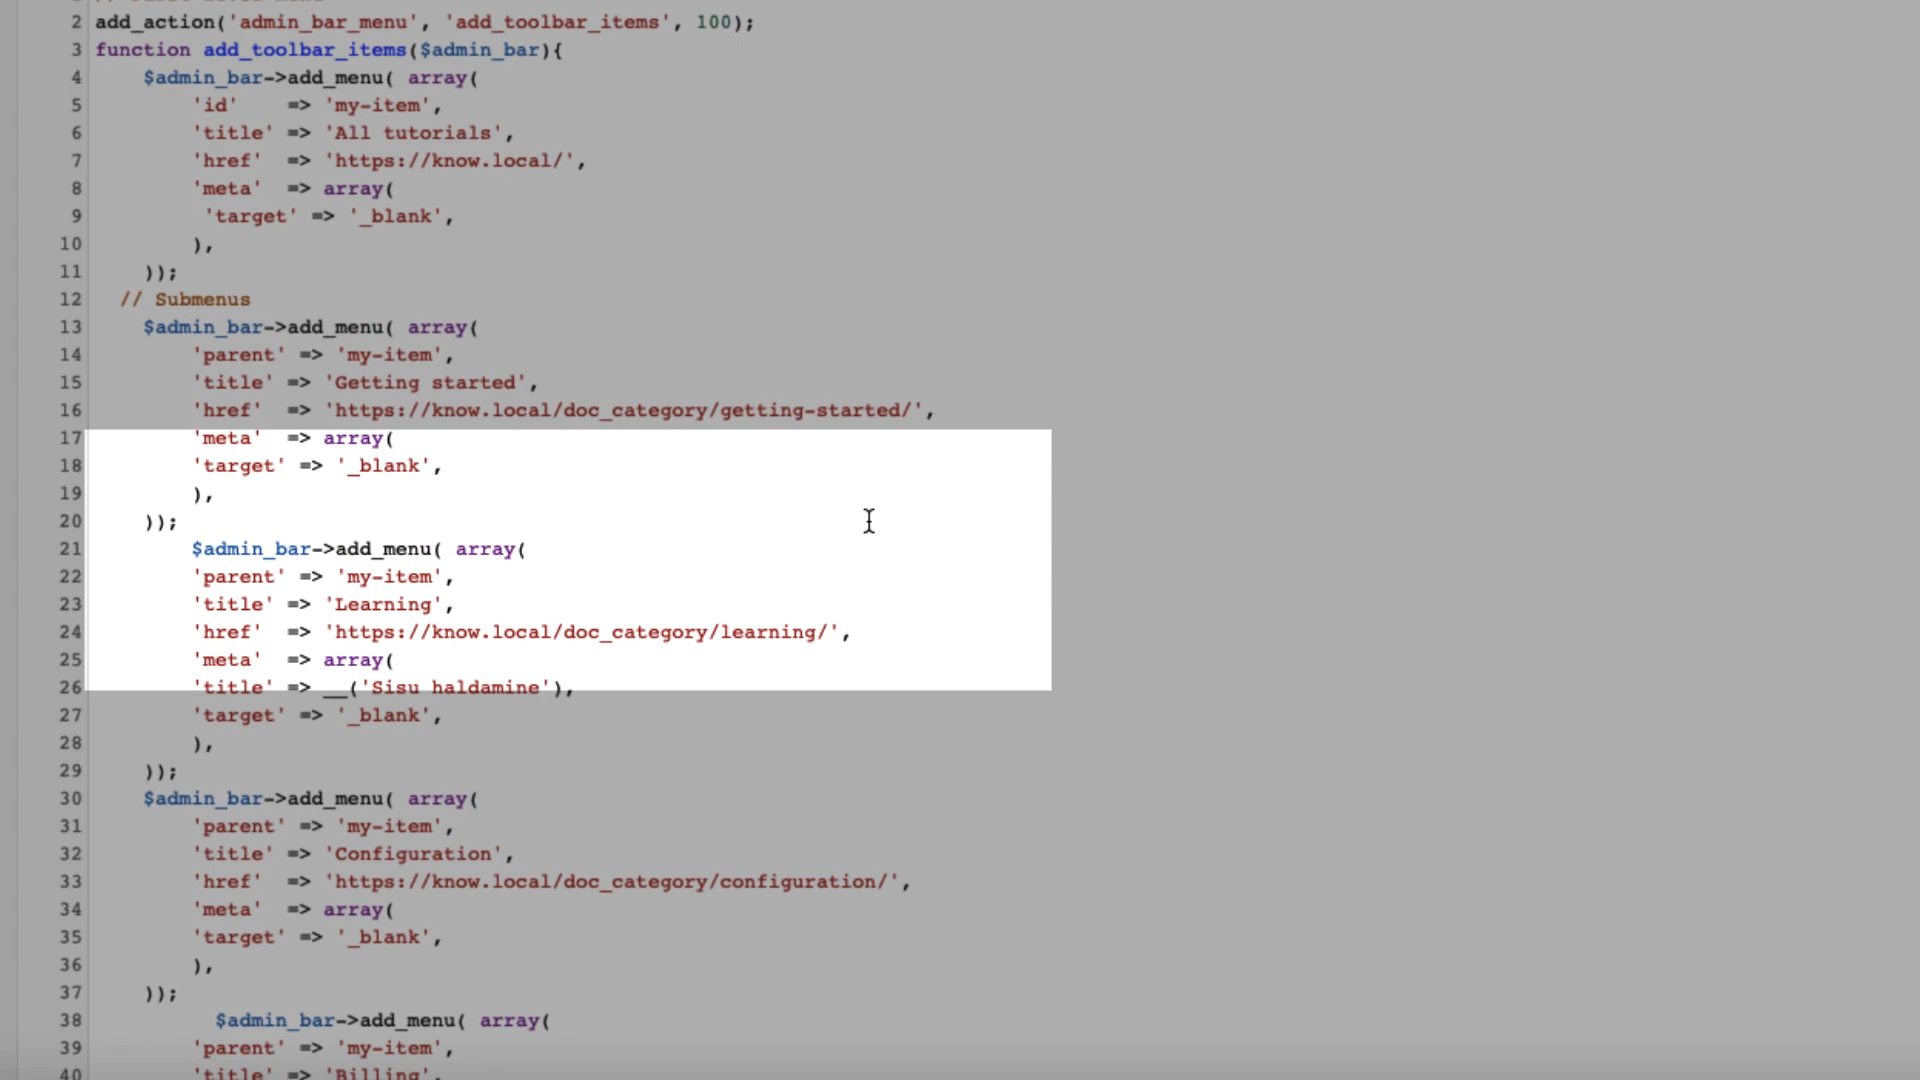 2 add_action('admin_bar_menu', 'add_toolbar_items', 100);
3 function add_toolbar_items($admin_bar){
4 $admin_bar->add_menu( array(
5 'id'    => 'my-item',
6 'title' => 'All tutorials',
7 'href'  => 'https://know.local/',
8 'meta'  => array(
9 'target' => '_blank',
10 ),
11 ));
12 // Submenus
13 $admin_bar->add_menu( array(
14 'parent' => 'my-item',
15 'title' => 'Getting started',
16 'href'  => 'https://know.local/doc_category/getting-started/',
17 'meta'  => array(
18 'target' => '_blank',
19 ),
20 ));
21 $admin_bar->add_menu( array(
22 'parent' => 'my-item',
23 'title' => 'Learning',
24 'href'  => 'https://know.local/doc_category/learning/',
25 'meta'  => array(
26 'title' => __('Sisu haldamine'),
27 'target' => '_blank',
28 ),
29 ));
30 $admin_bar->add_menu( array(
31 'parent' => 'my-item',
32 'title' => 'Configuration',
33 'href'  => 'https://know.local/doc_category/configuration/',
34 'meta'  => array(
35 'target' => '_blank',
36 ),
37 ));
38 $admin_bar->add_menu( array(
39 'parent' => 'my-item',
40 'title' => 'Billing',